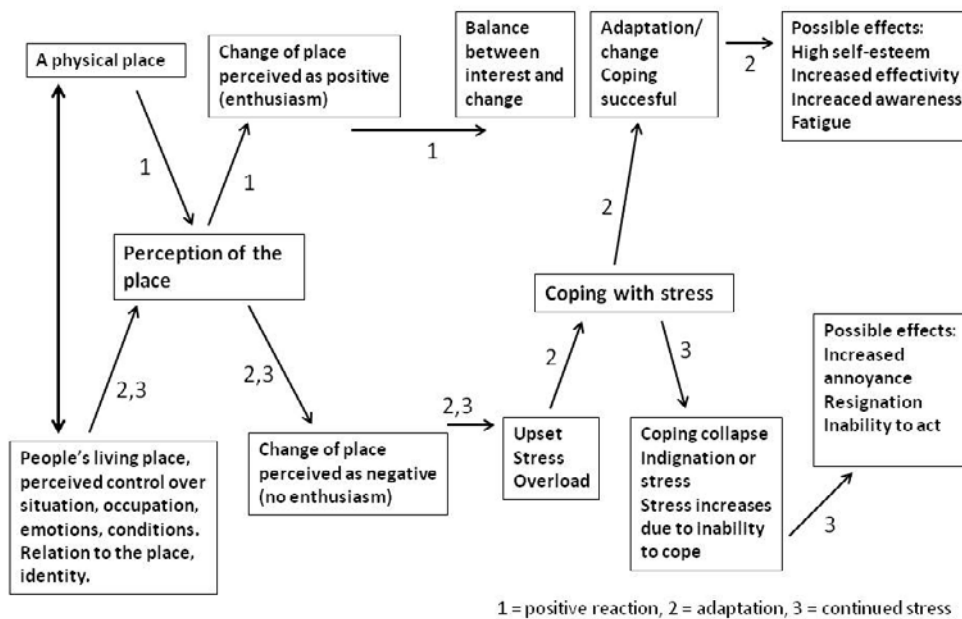 A physical place
Change of place
perceived as positive
(enthusiasm)
Balance
between
interest and
change
Adaptation/
change
Coping
succesful
2
Possible effects:
High self-esteem
Increased effectivity
Increaced awareness
Fatigue
1
1
1
2
Perception of the
place
Coping with stress
2,3
2,3
2,3
2
3
Possible effects:
Increased
annoyance
Resignation
Inability to act
People's living place,
perceived control over
situation, occupation,
emotions, conditions.
Relation to the place,
identity.
Change of place
perceived as negative
(no enthusiasm)
Upset
Stress
Overload
Coping collapse
Indignation or
stress
Stress increases
due to inability
to cope
3
1 = positive reaction, 2 = adaptation, 3 = continued stress